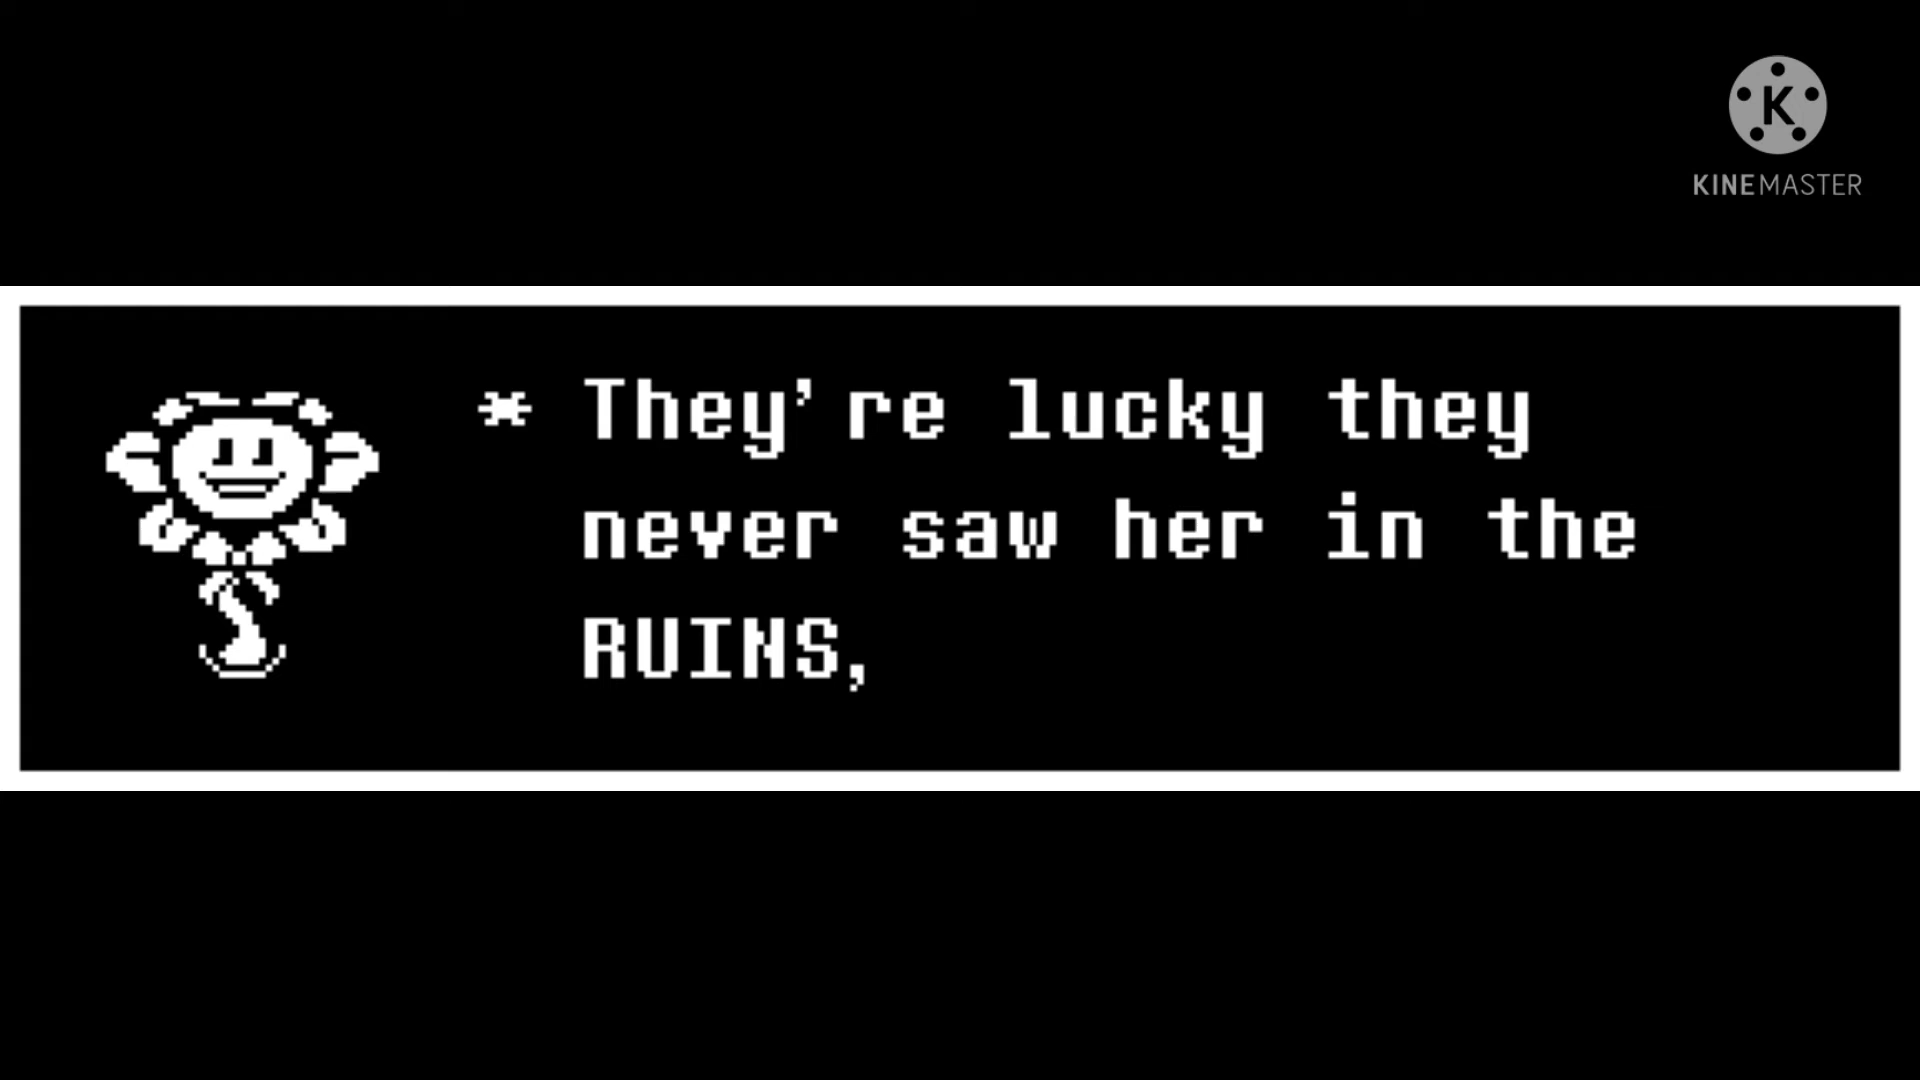 K
KINEMASTER
* They're lucky they
never saw her in the
RUINS,